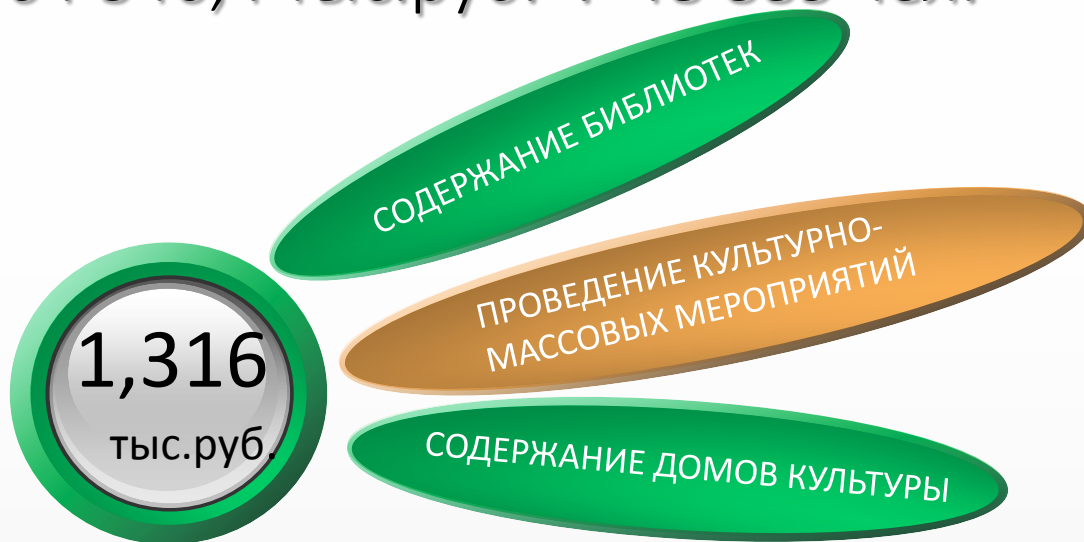 СОДЕРЖАНИЕ БИБЛИОТЕК
ПРОВЕДЕНИЕ КУЛЬТУРНО-
МАССОВЫХ МЕРОПРИЯТИЙ
1,316
тыс.руб.
СОДЕРЖАНИЕ ДОМОВ КУЛЬТУРЫ